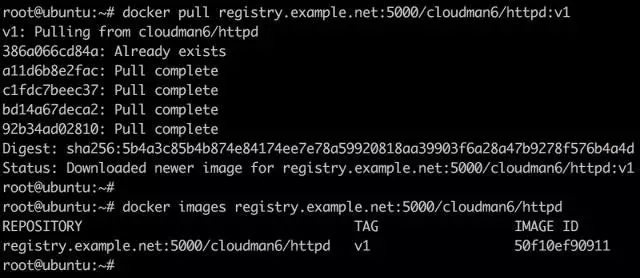 root@ubuntu:~# docker pull registry.example.net:5000/cloudman6/httpd:v1
v1: Pulling from cloudman6/httpd
386a066cd84a: Already exists
a11d6b8e2fac: Pull complete
c1fdc7beec37: Pull complete
bd14a67deca2: Pull complete
92b34ad02810: Pull complete
Digest: sha256:5b4a3c85b4b874e84174ee7e78a59920818aa39903f6a28a47b9278f576b4a4d
Status: Downloaded newer image for registry.example.net:5000/cloudman6/httpd:v1
root@ubuntu:~#
root@ubuntu:~# docker images registry.example.net:5000/cloudman6/httpd
REPOSITORY TAG IMAGE ID
registry.example.net:5000/cloudman6/httpd v1 50f10ef90911
root@ubuntu:~#